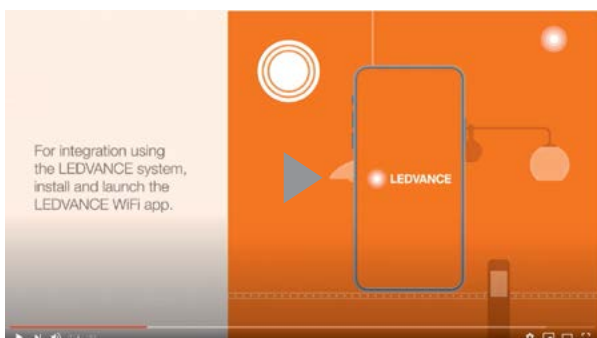 For integration using
the LEDVANCE system,
install and launch the
LEDVANCE WiFi app.
LEDVANCE